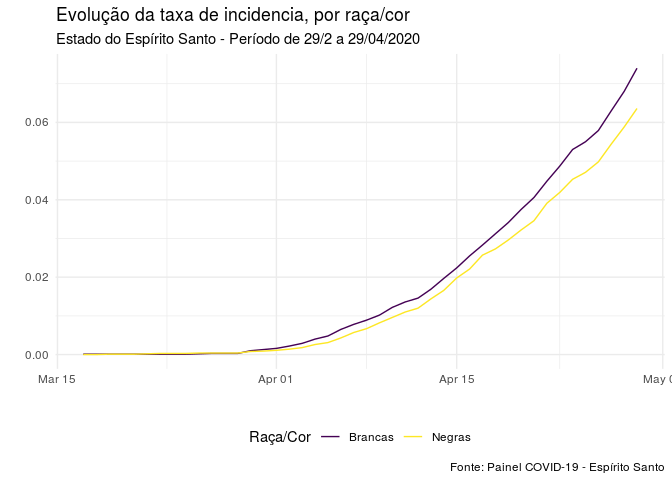 Evolução da taxa de incidencia, por raça/cor
Estado do Espírito Santo - Período de 29/2 a 29/04/2020
0.06
0.04
0.02
0.00
Mar 15
Apr 01
Apr 15
May 0
Raça/Cor
Brancas
Negras
Fonte: Painel COVID-19 - Espírito Santo